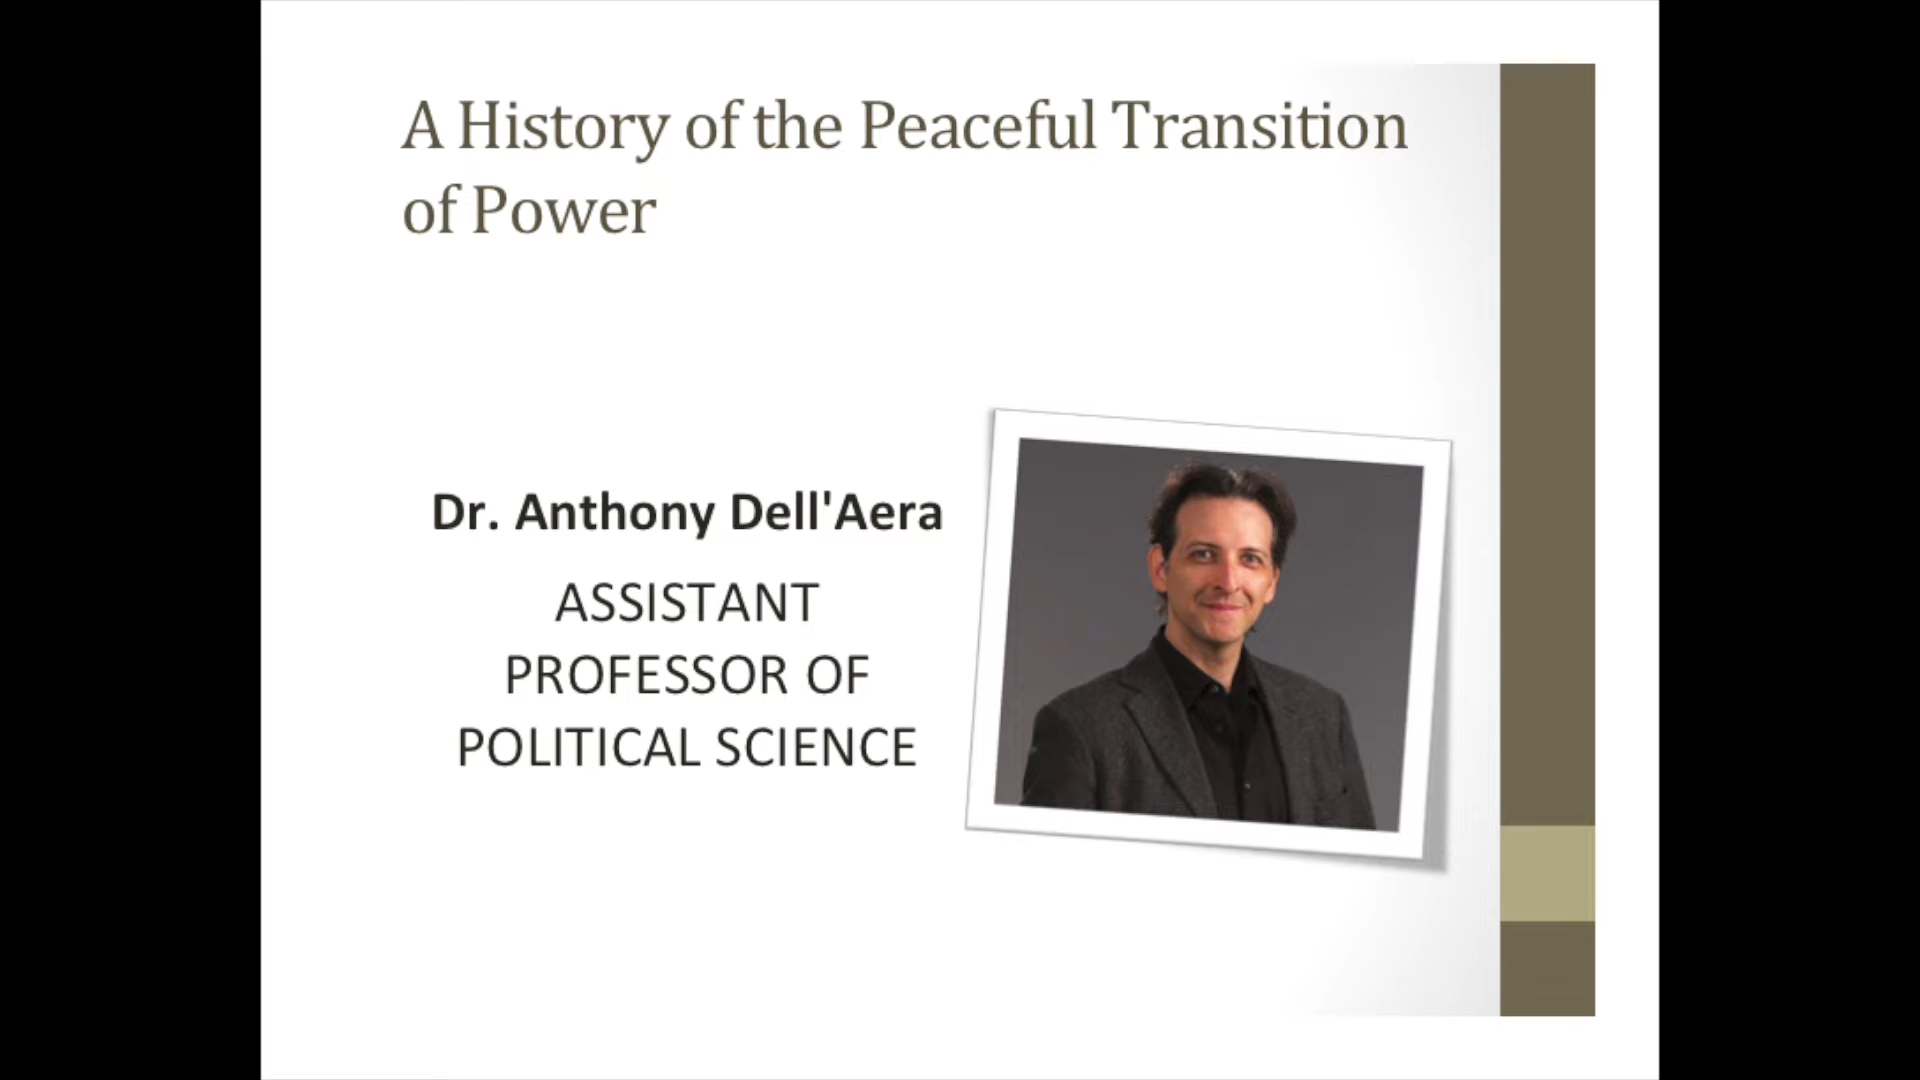 A History of the Peaceful Transition
of Power
Dr. Anthony Dell'Aera
ASSISTANT
PROFESSOR OF
POLITICAL SCIENCE